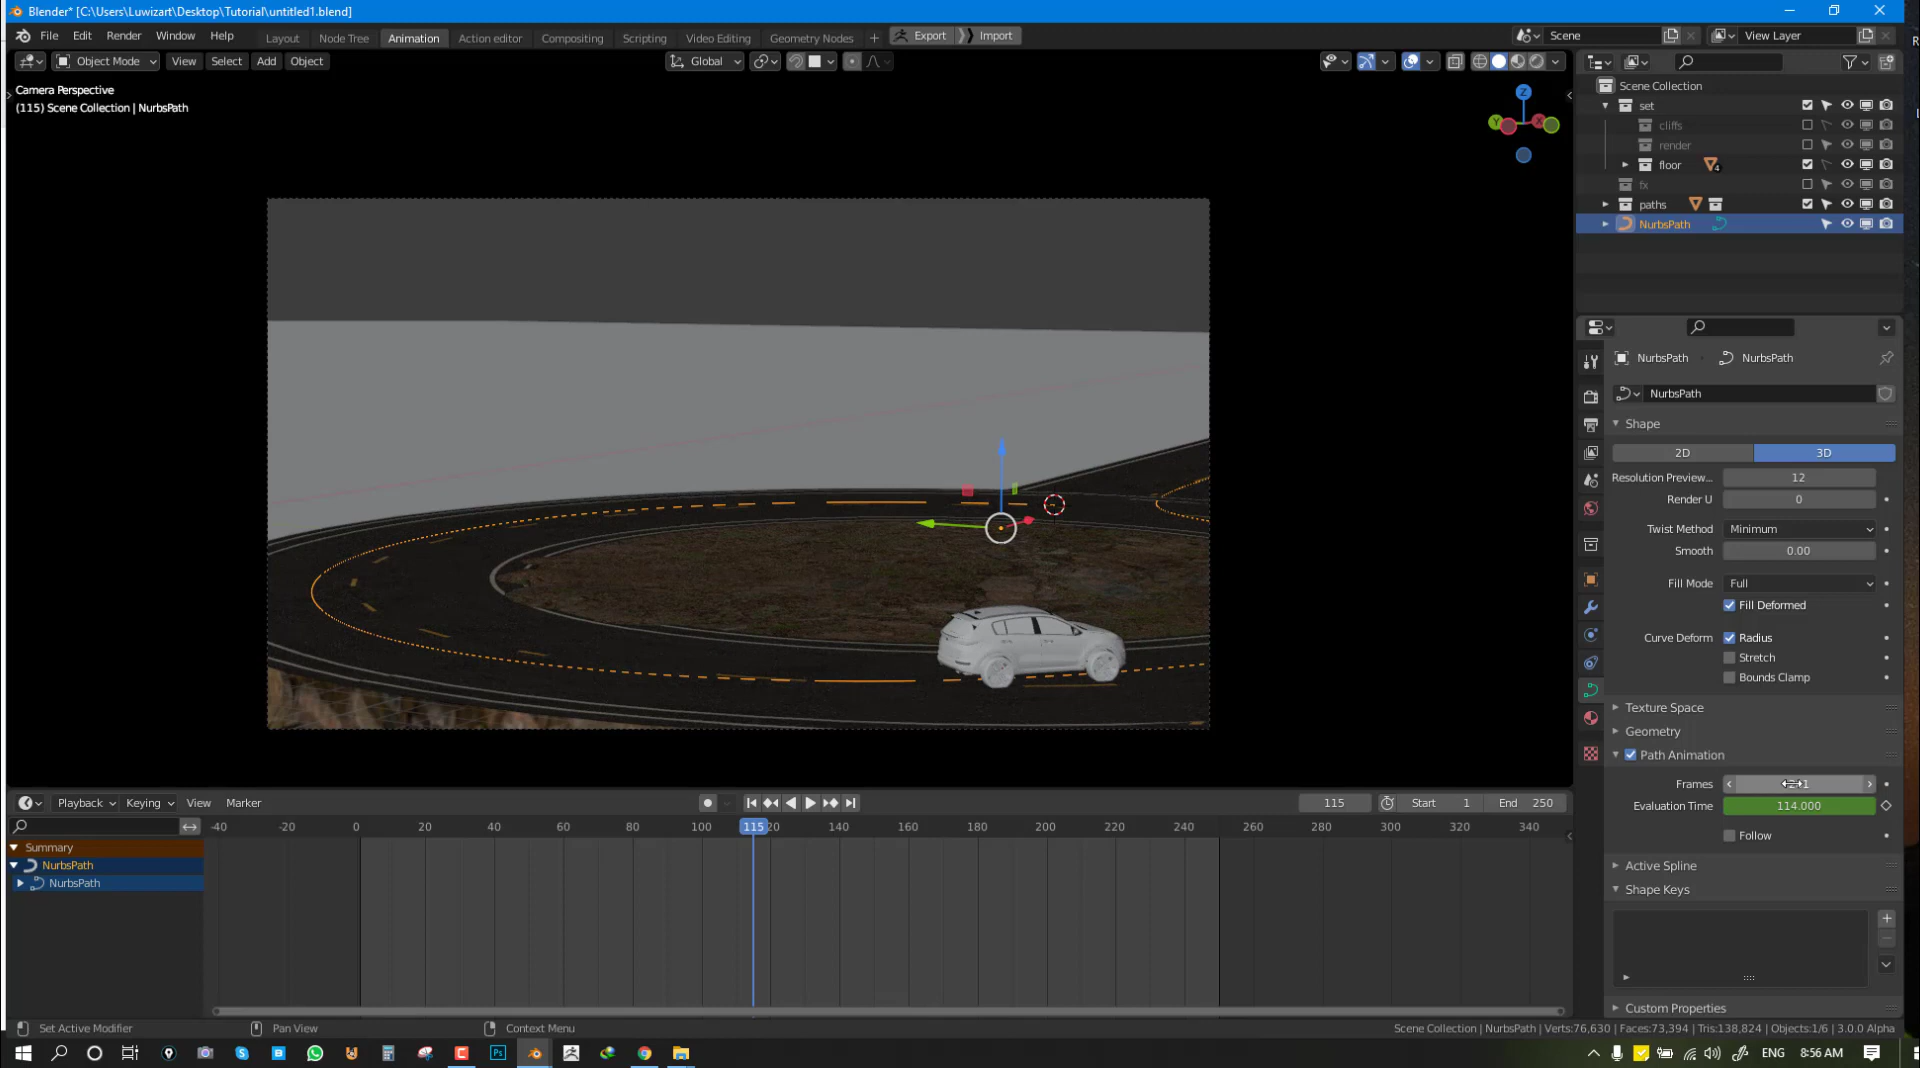 Blender* [C:\Users\Luwizart\Desktop\Tutorial\untitled1.blend]
File Edit Render Window Help Layout Node Tree Animation Action editor Compositing Scripting Video Editing Geometry Nodes + Export Import Scene View Layer
Object Mode View Select Add Object Global
Camera Perspective
(115) Scene Collection | NurbsPath
Z
Y
X
Scene Collection
set
cliffs
render
floor 4
fx
paths
NurbsPath
NurbsPath NurbsPath
NurbsPath
Shape
2D 3D
Resolution Preview... 12
Render U 0
Twist Method Minimum
Smooth 0.00
Fill Mode Full
Fill Deformed
Curve Deform Radius
Stretch
Bounds Clamp
Texture Space
Geometry
Path Animation
Frames
Evaluation Time 114.000
Follow
Active Spline
Shape Keys
Custom Properties
Playback Keying View Marker 115 Start 1 End 250
-40 -20 0 20 40 60 80 100 115 20 140 160 180 200 220 240 260 280 300 320 340
Summary
NurbsPath
NurbsPath
Set Active Modifier Pan View Context Menu Scene Collection | NurbsPath | Verts:76,630 | Faces:73,394 | Tris:138,824 | Objects:1/6 | 3.0.0 Alpha
Ps ENG 8:56 AM